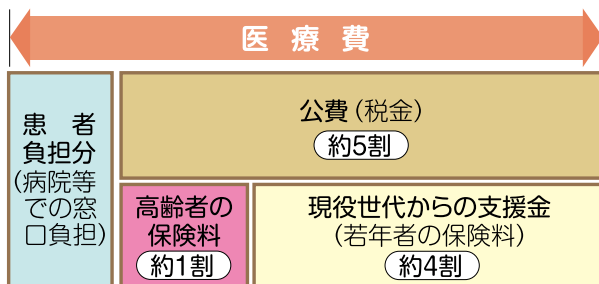 医療費
患者
負担分
(病院等
での窓
口負担)
公費(税金)
約5割
高齢者の
保険料
約1割
現役世代からの支援金
(若年者の保険料)
約4割